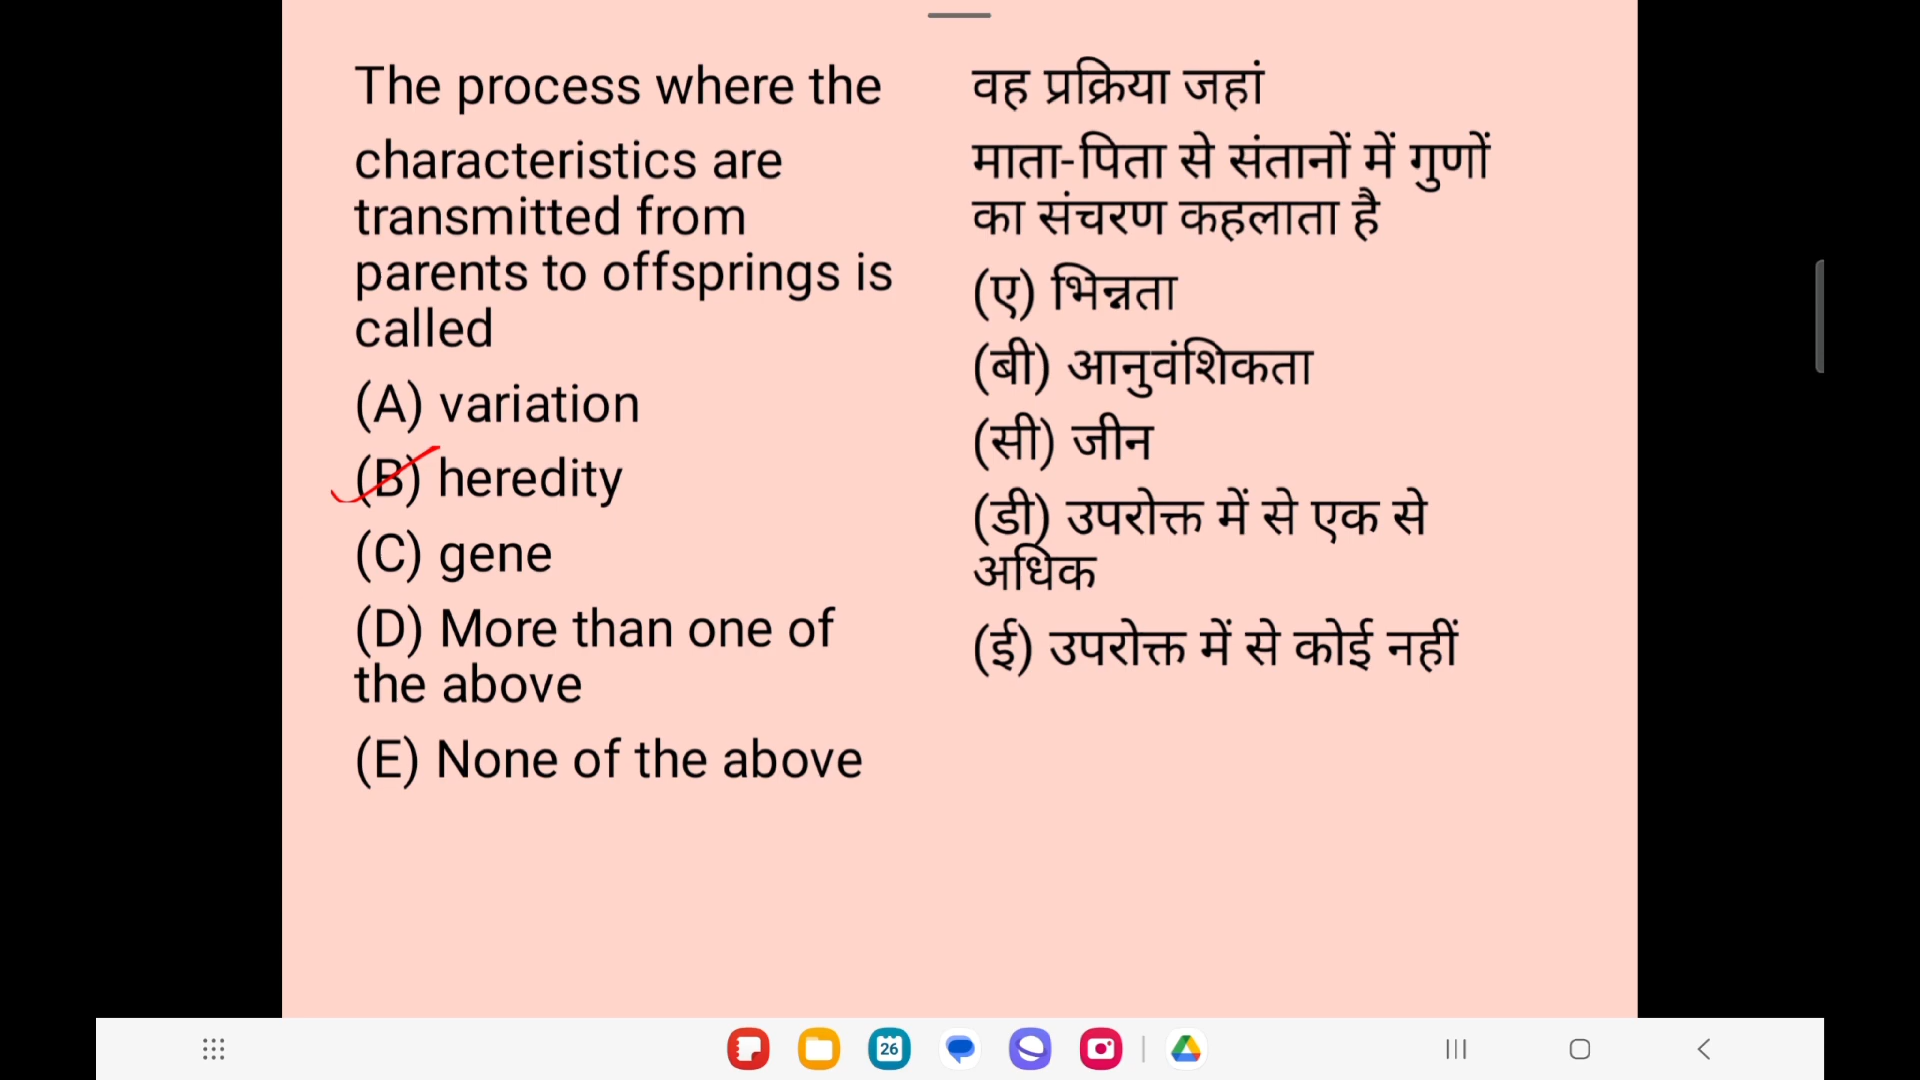 The process where the
characteristics are
transmitted from
parents to offsprings is
called
(A) variation
(B) heredity
(C) gene
(D) More than one of
the above
(E) None of the above
वह प्रक्रिया जहां
माता-पिता से संतानों में गुणों
का संचरण कहलाता है
(ए) भिन्नता
(बी) आनुवंशिकता
(सी) जीन
(डी) उपरोक्त में से एक से
अधिक
(ई) उपरोक्त में से कोई नहीं
26